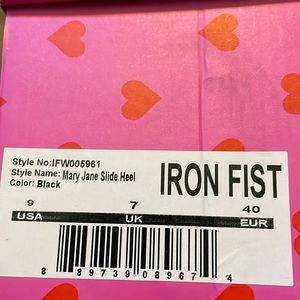 Style No:IFW005961
Style Name: Mary Jane Slide Heel
Color: Black
IRON FIST
9 7 40
USA UK EUR
8 89739 08967 4